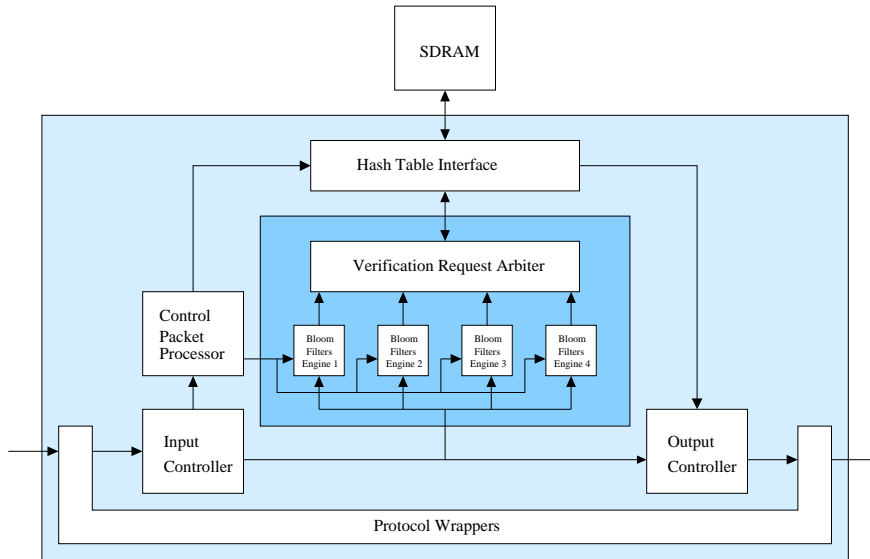 SDRAM
Hash Table Interface
Verification Request Arbiter
Control
Packet
Processor
Bloom
Filters
Engine 1
Bloom
Filters
Engine 2
Bloom
Filters
Engine 3
Bloom
Filters
Engine 4
Input
Controller
Output
Controller
Protocol Wrappers